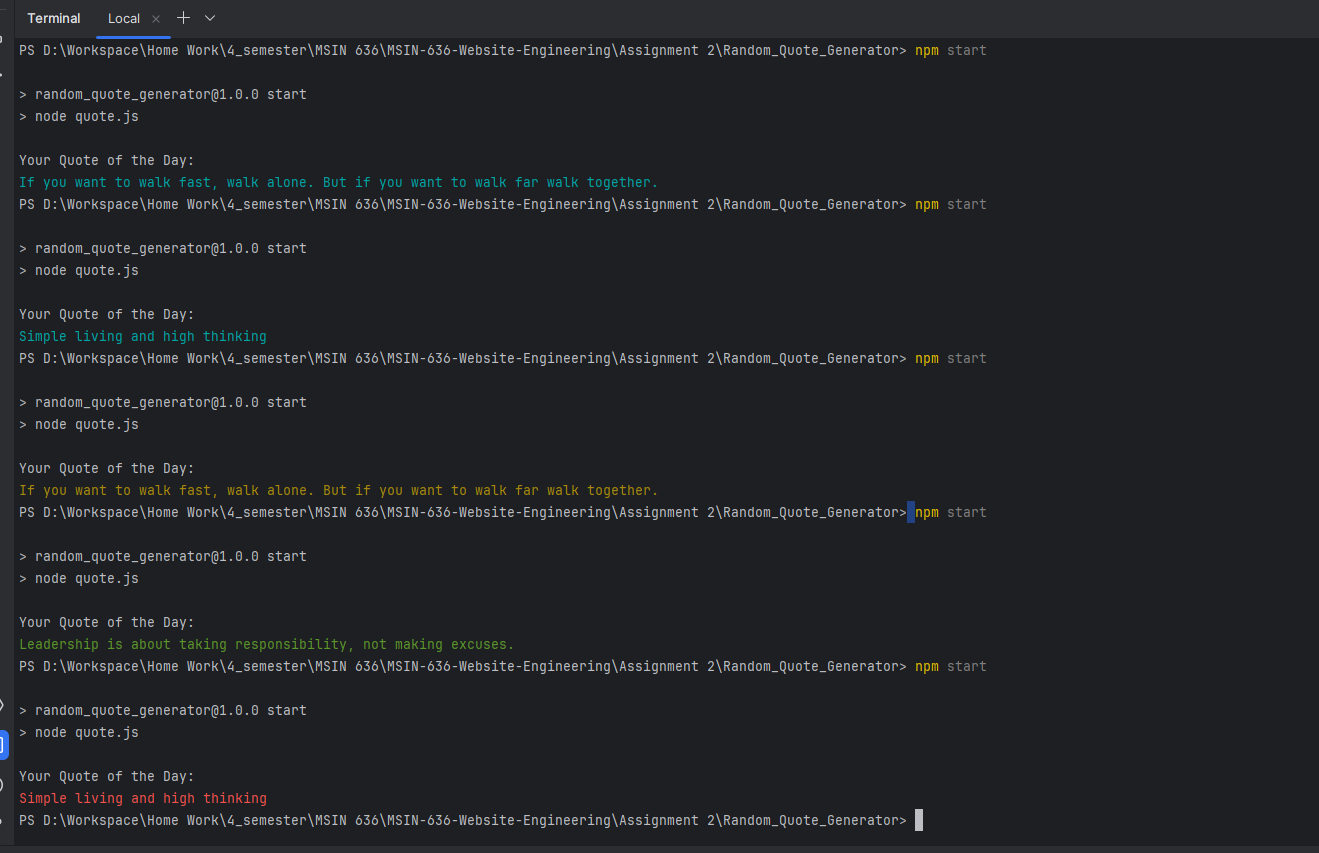 Terminal Local
PS D:\Workspace\Home Work\4_semester\MSIN 636\MSIN-636-Website-Engineering\Assignment 2\Random_Quote_Generator> npm start
> random_quote_generator@1.0.0 start
> node quote.js
Your Quote of the Day:
If you want to walk fast, walk alone. But if you want to walk far walk together.
PS D:\Workspace\Home Work\4_semester\MSIN 636\MSIN-636-Website-Engineering\Assignment 2\Random_Quote_Generator> npm start
> random_quote_generator@1.0.0 start
> node quote.js
Your Quote of the Day:
Simple living and high thinking
PS D:\Workspace\Home Work\4_semester\MSIN 636\MSIN-636-Website-Engineering\Assignment 2\Random_Quote_Generator> npm start
> random_quote_generator@1.0.0 start
> node quote.js
Your Quote of the Day:
If you want to walk fast, walk alone. But if you want to walk far walk together.
PS D:\Workspace\Home Work\4_semester\MSIN 636\MSIN-636-Website-Engineering\Assignment 2\Random_Quote_Generator> npm start
> random_quote_generator@1.0.0 start
> node quote.js
Your Quote of the Day:
Leadership is about taking responsibility, not making excuses.
PS D:\Workspace\Home Work\4_semester\MSIN 636\MSIN-636-Website-Engineering\Assignment 2\Random_Quote_Generator> npm start
> random_quote_generator@1.0.0 start
> node quote.js
Your Quote of the Day:
Simple living and high thinking
PS D:\Workspace\Home Work\4_semester\MSIN 636\MSIN-636-Website-Engineering\Assignment 2\Random_Quote_Generator>